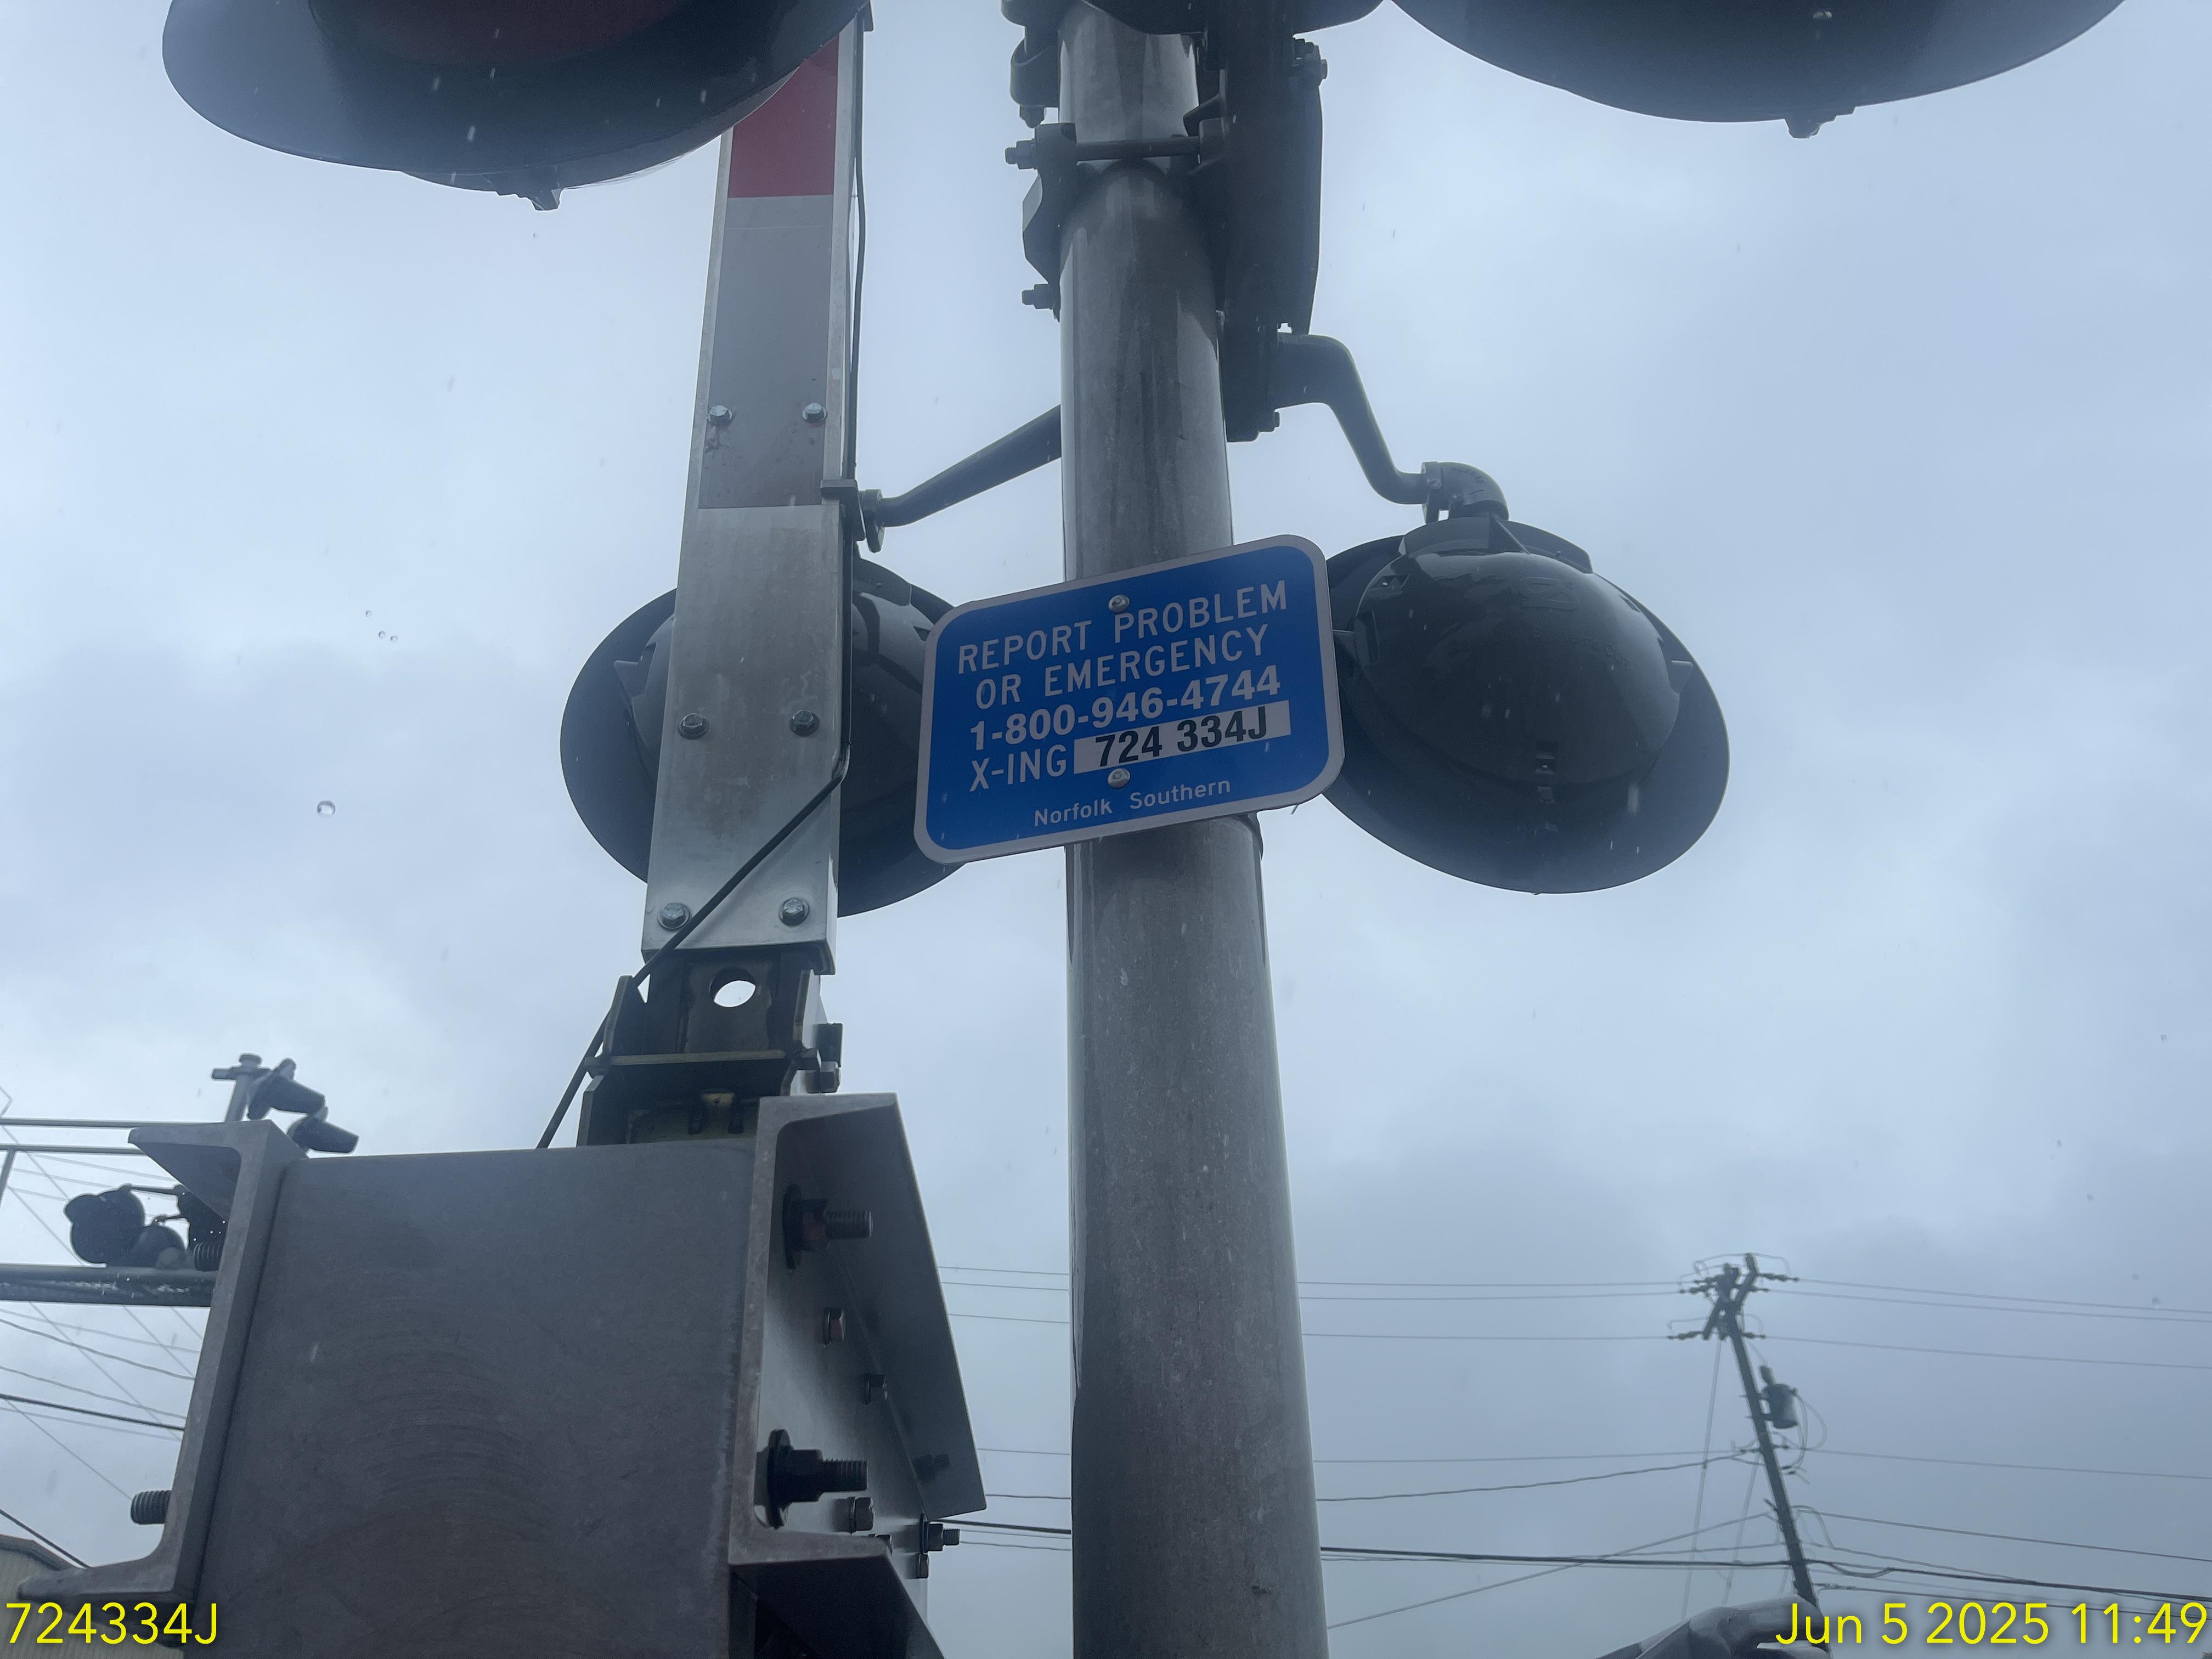 REPORT PROBLEM
OR EMERGENCY
1-800-946-4744
X-ING 724 334J
Norfolk Southern
724334J
Jun 5 2025 11:49